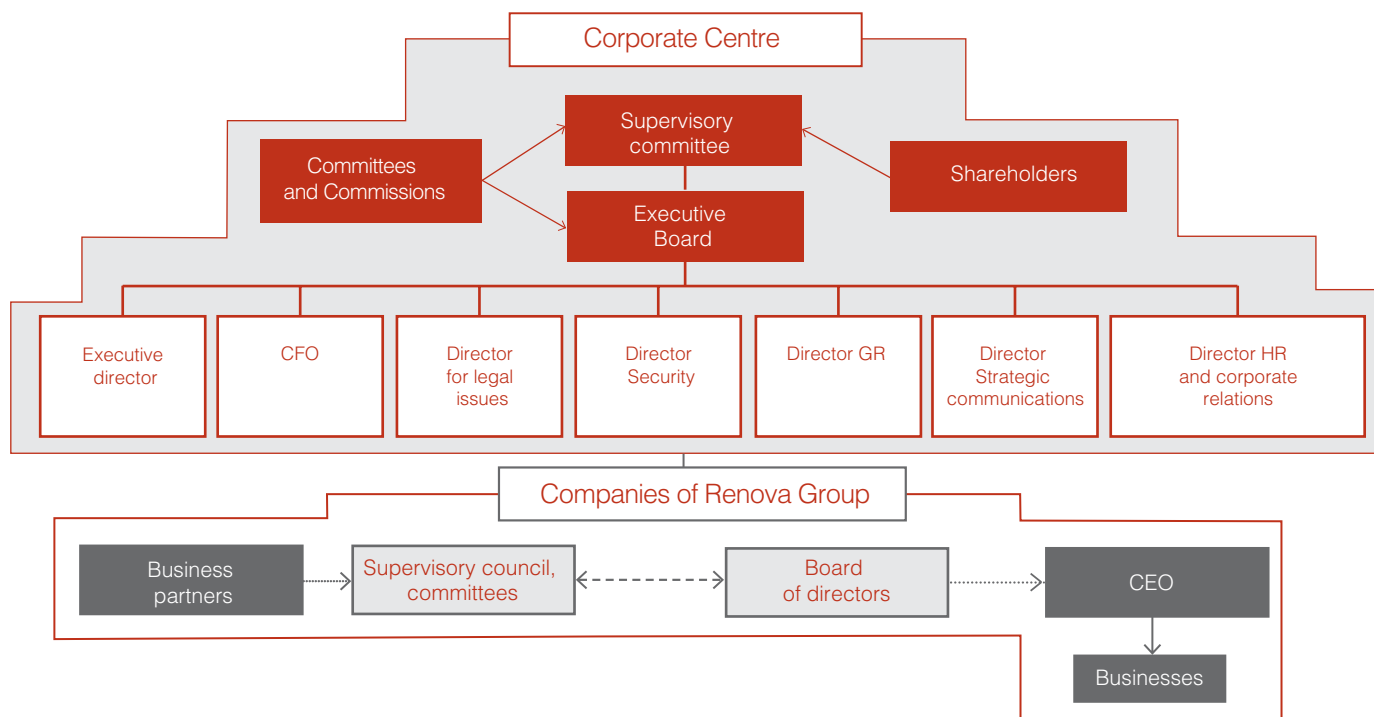 Corporate Centre
Supervisory
committee
Committees
and Commissions
Shareholders
Executive
Board
Executive
director
CFO
Director
for legal
issues
Director
Security
Director GR
Director
Strategic
communications
Director HR
and corporate
relations
Companies of Renova Group
Business
partners
Supervisory council,
committees
Board
of directors
CEO
Businesses